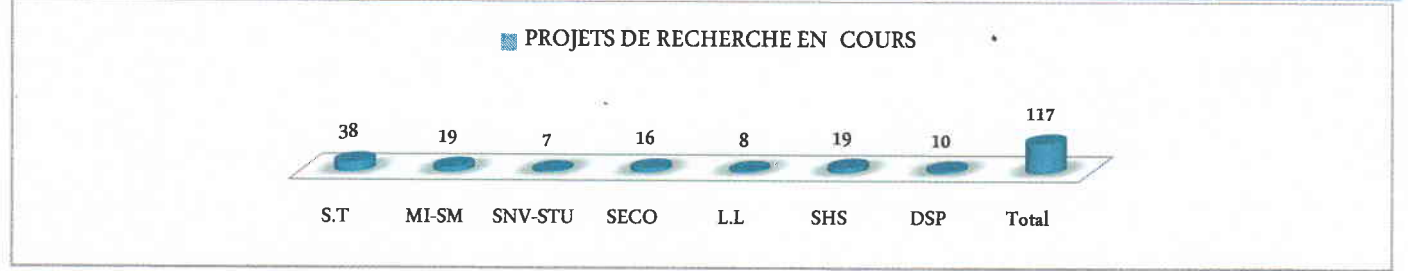 PROJETS DE RECHERCHE EN COURS
38 19 7 16 8 19 10 117
S.T MI-SM SNV-STU SECO L.L SHS DSP Total